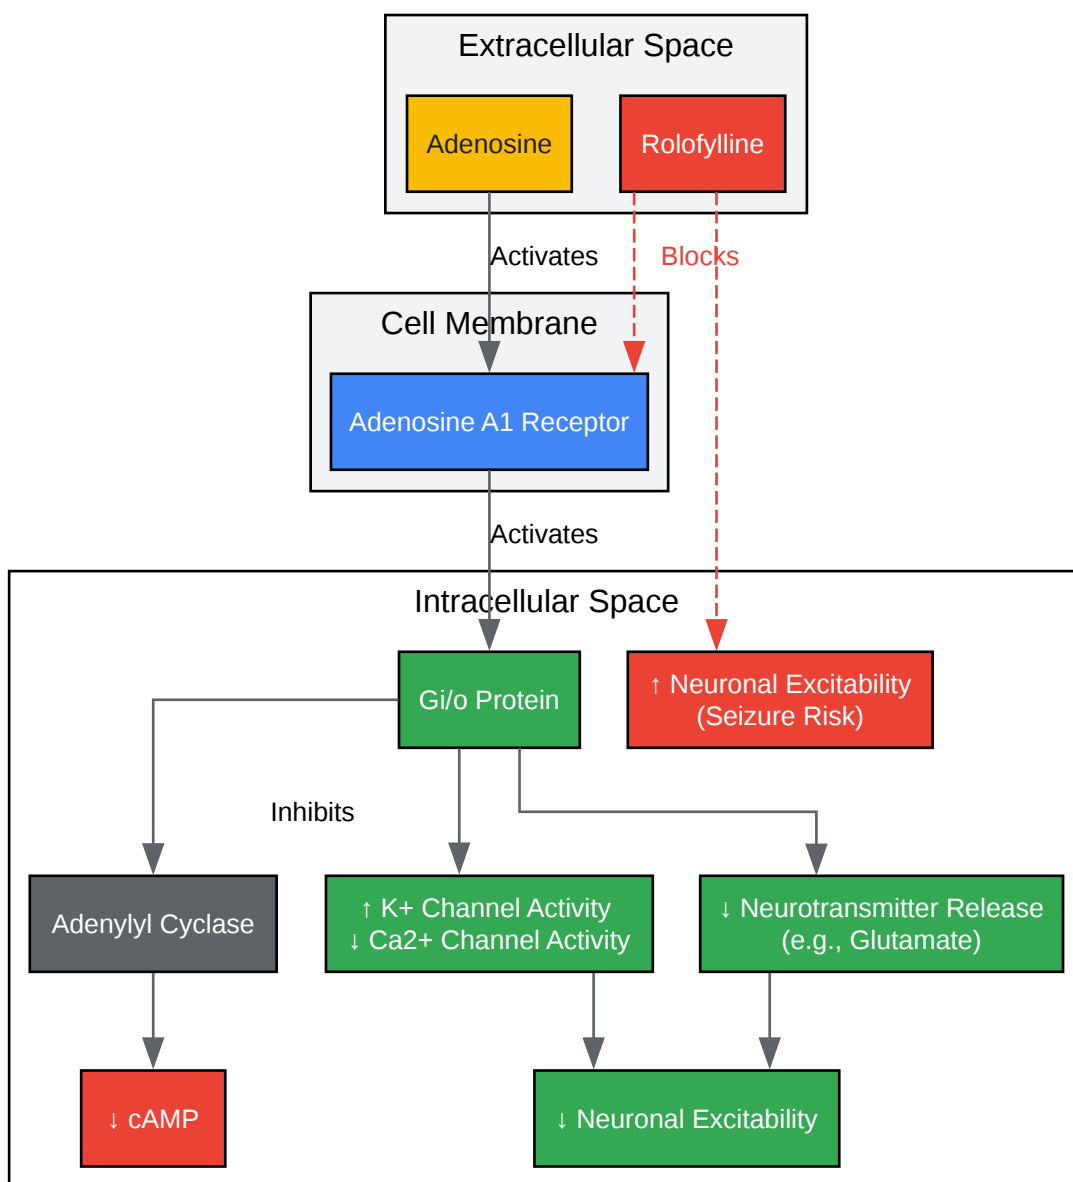 Extracellular Space
Adenosine
Rolofylline
Activates
Blocks
Cell Membrane
Adenosine A1 Receptor
Activates
Intracellular Space
Gi/o Protein
↑ Neuronal Excitability
(Seizure Risk)
Inhibits
Adenylyl Cyclase
↑ K+ Channel Activity
↓ Ca2+ Channel Activity
↓ Neurotransmitter Release
(e.g., Glutamate)
↓ cAMP
↓ Neuronal Excitability